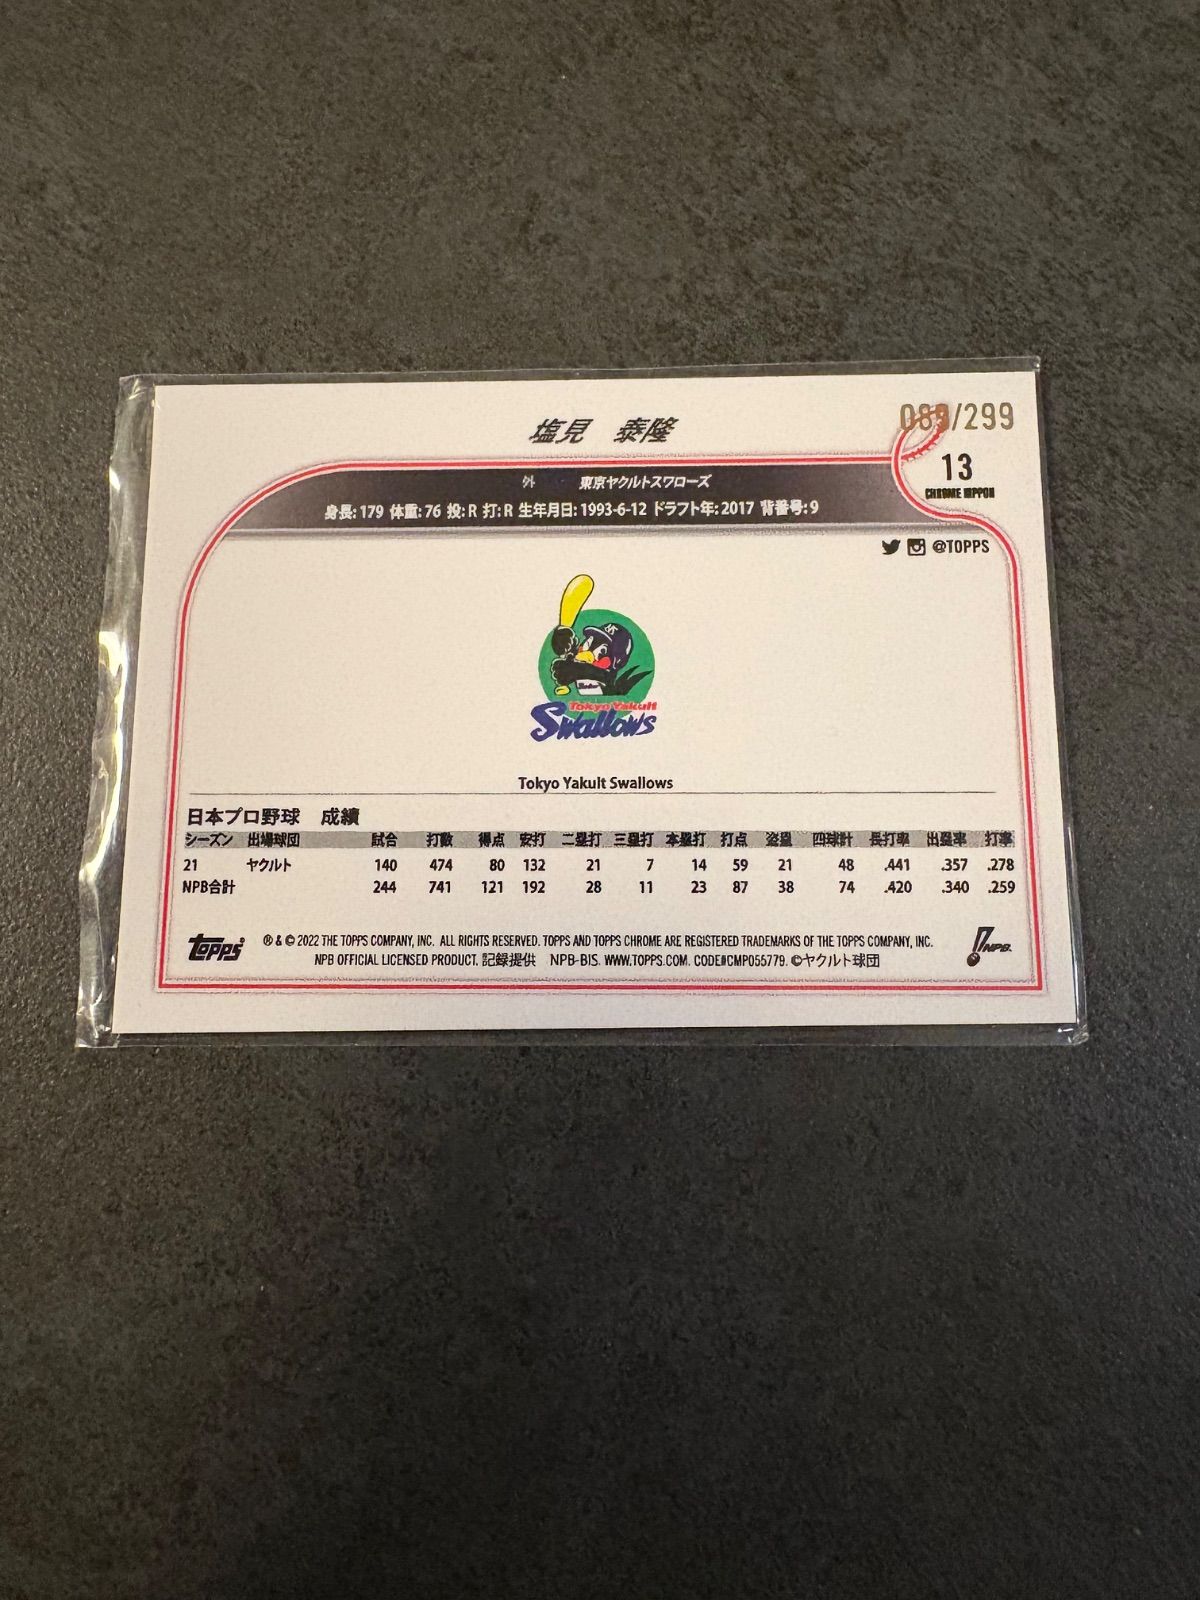 塩見 泰隆
/299
13
CHROME NIPPON
外 東京ヤクルトスワローズ
身長: 179 体重: 76 投: R 打: R 生年月日: 1993-6-12 ドラフト年: 2017 背番号: 9
@TOPPS
Tokyo Yakult
Swallows
Tokyo Yakult Swallows
日本プロ野球 成績
シーズン 出場球団 試合 打数 得点 安打 二塁打 三塁打 本塁打 打点 盗塁 四球計 長打率 出塁率 打率
21 ヤクルト 140 474 80 132 21 7 14 59 21 48 .441 .357 .278
NPB合計 244 741 121 192 28 11 23 87 38 74 .420 .340 .259
topps
® & © 2022 THE TOPPS COMPANY, INC. ALL RIGHTS RESERVED. TOPPS AND TOPPS CHROME ARE REGISTERED TRADEMARKS OF THE TOPPS COMPANY, INC.
NPB OFFICIAL LICENSED PRODUCT. 記録提供 NPB-BIS. WWW.TOPPS.COM. CODE#CMP055779. ©ヤクルト球団
NPB